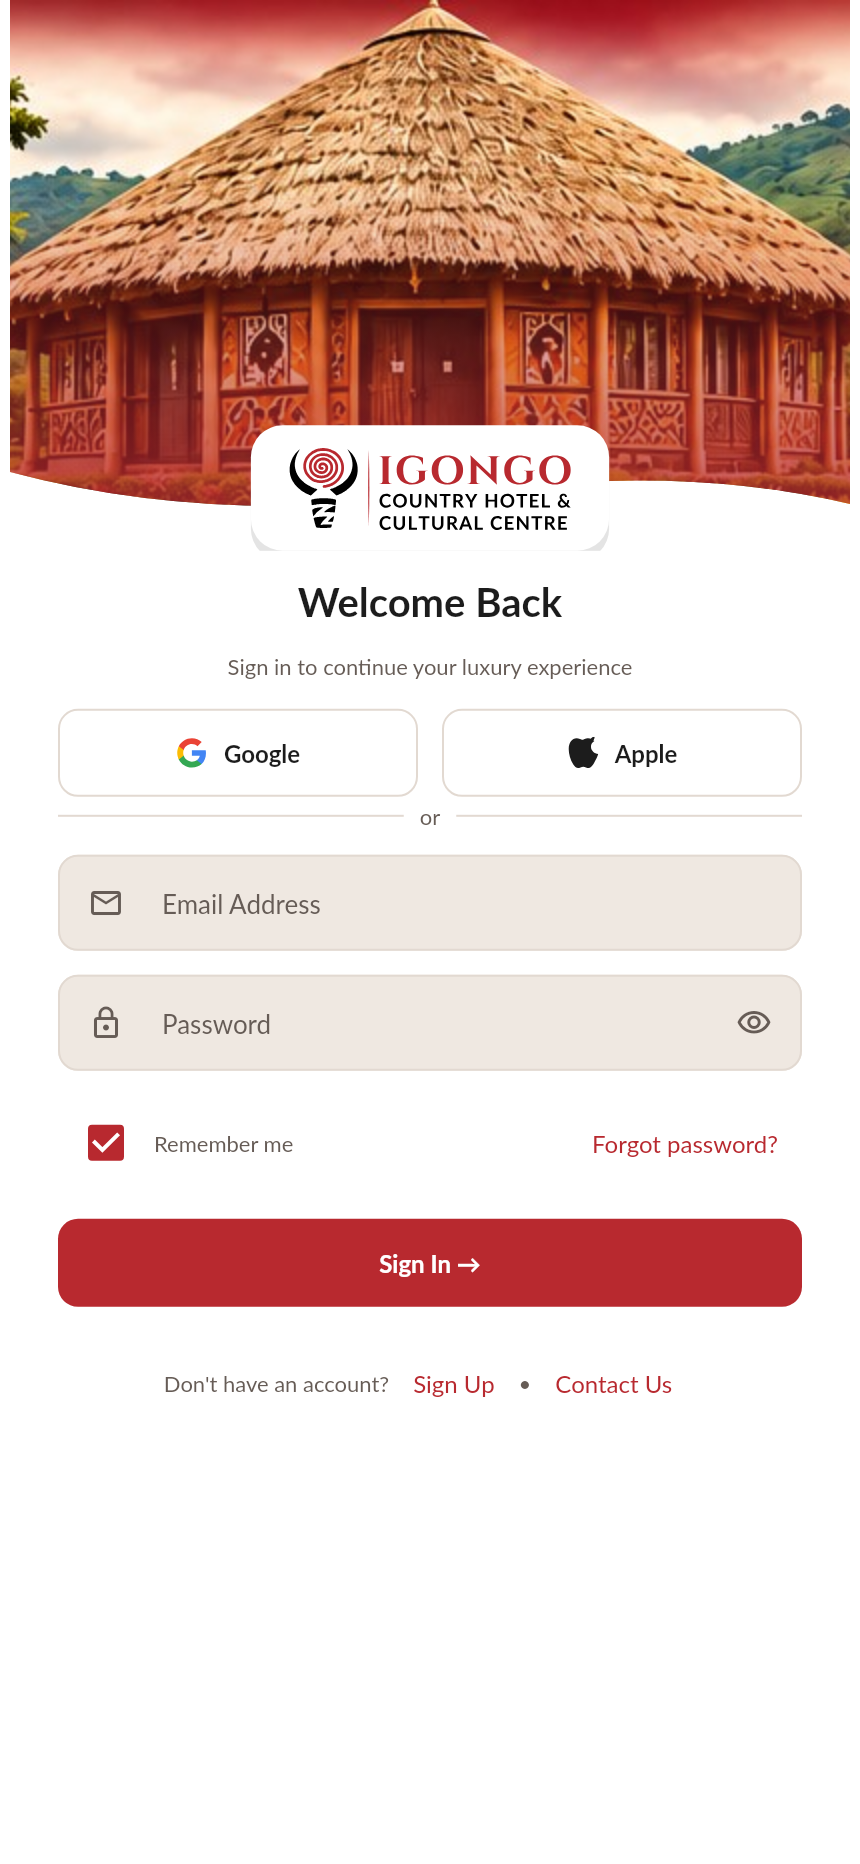 IGONGO
COUNTRY HOTEL &
CULTURAL CENTRE
Welcome Back
Sign in to continue your luxury experience
Google
Apple
or
Email Address
Password
Remember me
Forgot password?
Sign In →
Don't have an account? Sign Up • Contact Us